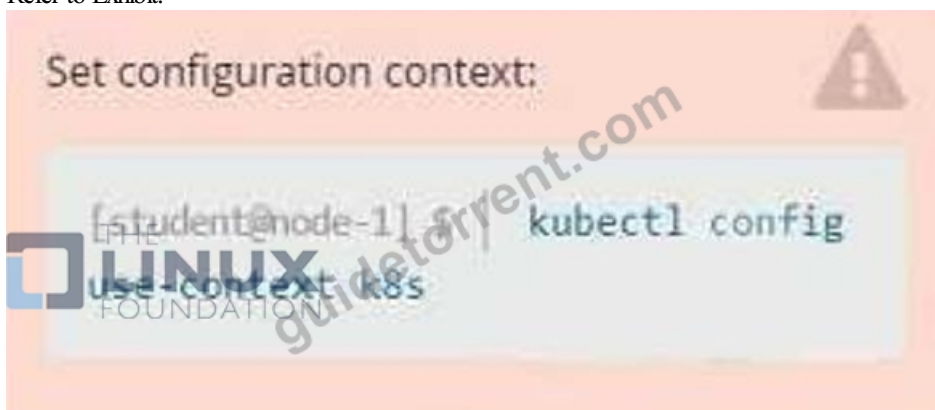 Refer to Exhibit.
Set configuration context:
[student@node-1] $ | kubectl config
use-context k8s
THE
LINUX
FOUNDATION
guidetorrent.com